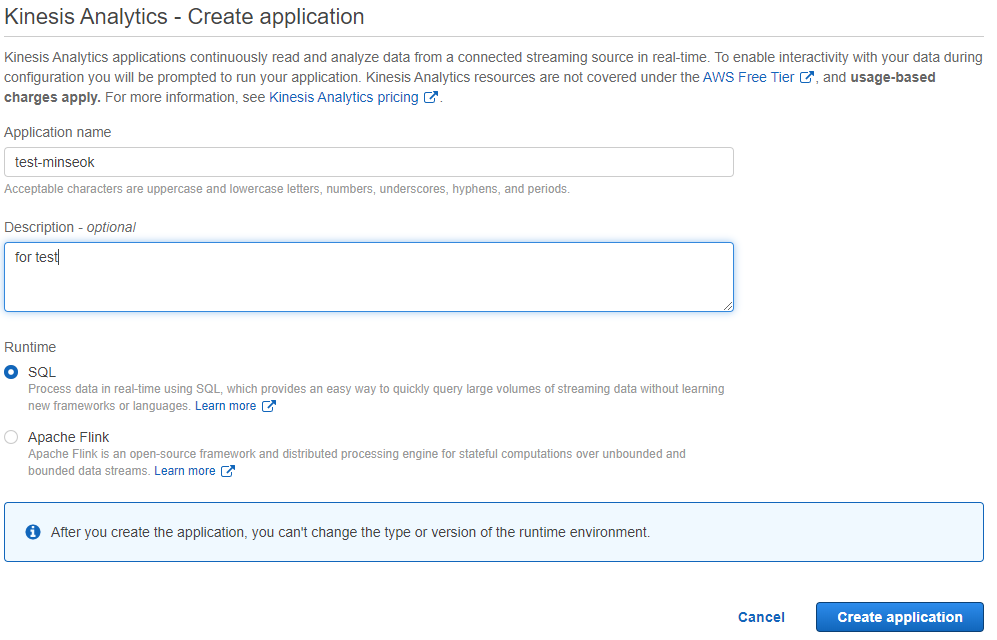 Kinesis Analytics - Create application
Kinesis Analytics applications continuously read and analyze data from a connected streaming source in real-time. To enable interactivity with your data during
configuration you will be prompted to run your application. Kinesis Analytics resources are not covered under the AWS Free Tier, and usage-based
charges apply. For more information, see Kinesis Analytics pricing.
Application name
test-minseok
Acceptable characters are uppercase and lowercase letters, numbers, underscores, hyphens, and periods.
Description - optional
for test
Runtime
SQL
Process data in real-time using SQL, which provides an easy way to quickly query large volumes of streaming data without learning
new frameworks or languages. Learn more
Apache Flink
Apache Flink is an open-source framework and distributed processing engine for stateful computations over unbounded and
bounded data streams. Learn more
After you create the application, you can't change the type or version of the runtime environment.
Cancel Create application